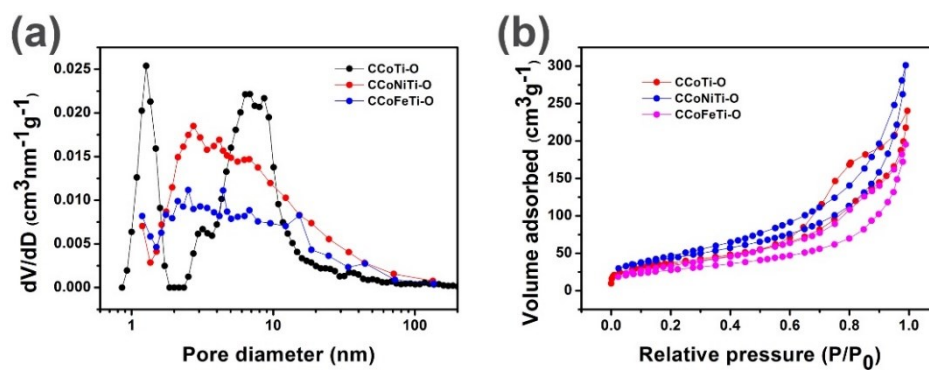 (a)
0.025
0.020
0.015
0.010
0.005
0.000
dV/dD (cm³nm⁻¹g⁻¹)
CCoTi-O
CCoNiTi-O
CCoFeTi-O
1
10
100
Pore diameter (nm)
(b)
300
250
200
150
100
50
0
Volume adsorbed (cm³g⁻¹)
CCoTi-O
CCoNiTi-O
CCoFeTi-O
0.0
0.2
0.4
0.6
0.8
1.0
Relative pressure (P/P₀)